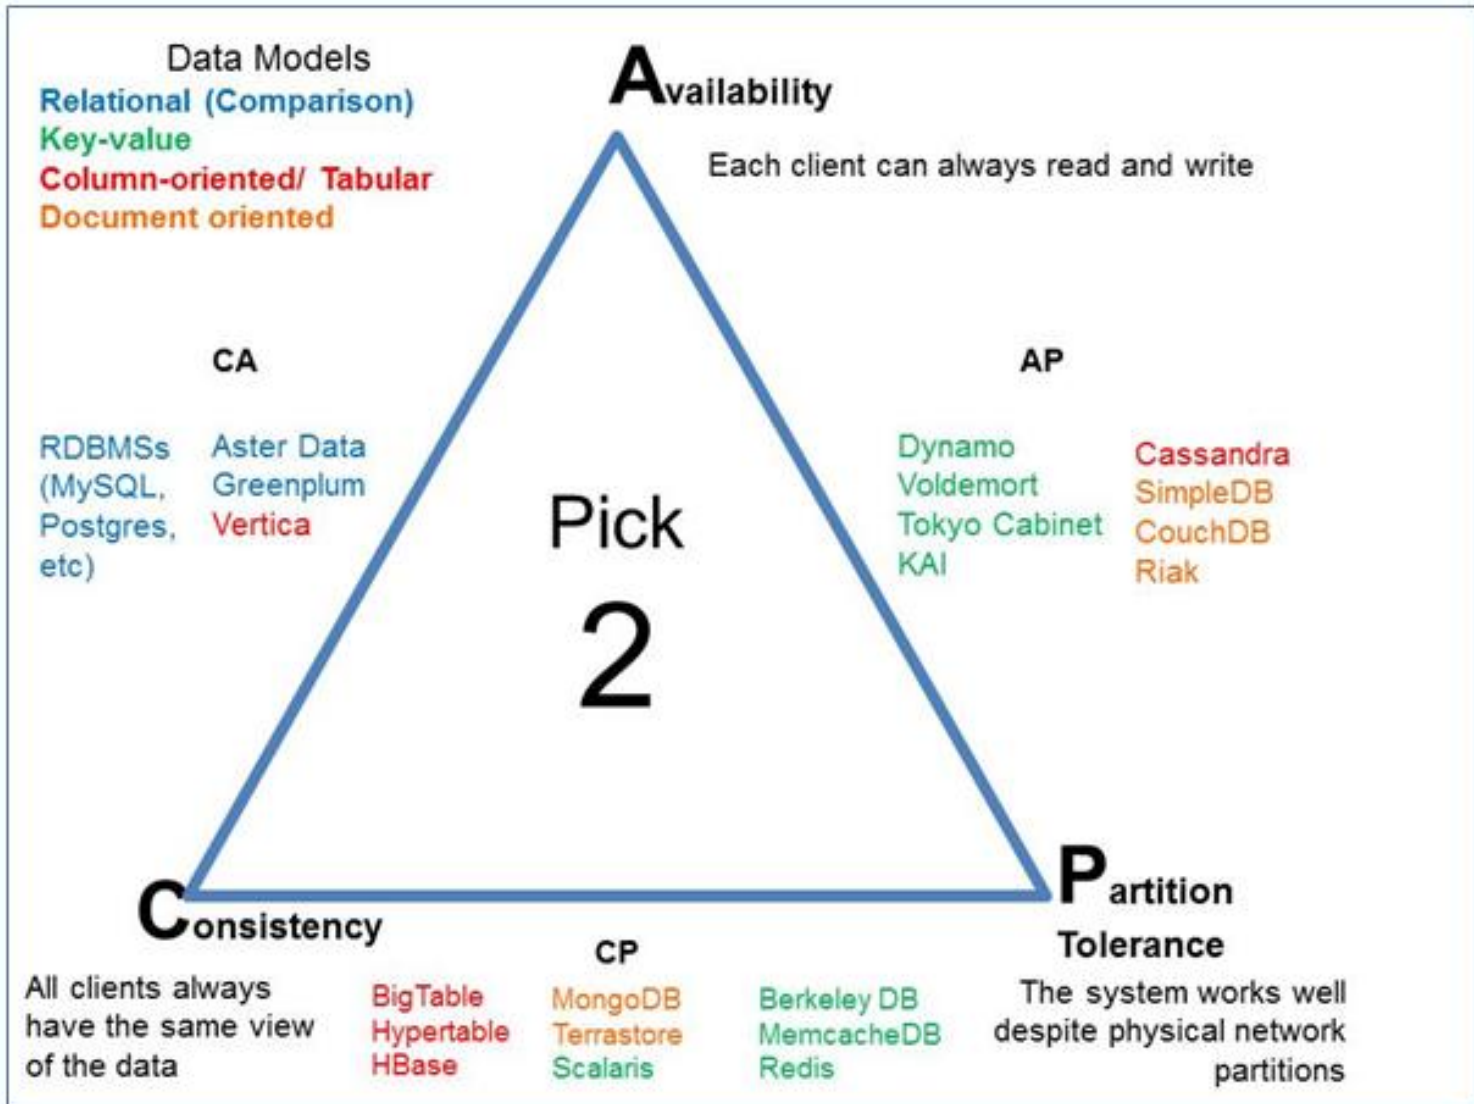 Data Models
Relational (Comparison)
Key-value
Column-oriented/ Tabular
Document oriented
Availability
Each client can always read and write
CA
RDBMSs
(MySQL,
Postgres,
etc)
Aster Data
Greenplum
Vertica
Pick
2
AP
Dynamo
Voldemort
Tokyo Cabinet
KAI
Cassandra
SimpleDB
CouchDB
Riak
Consistency
All clients always
have the same view
of the data
CP
BigTable
Hypertable
HBase
MongoDB
Terrastore
Scalaris
Berkeley DB
MemcacheDB
Redis
Partition
Tolerance
The system works well
despite physical network
partitions